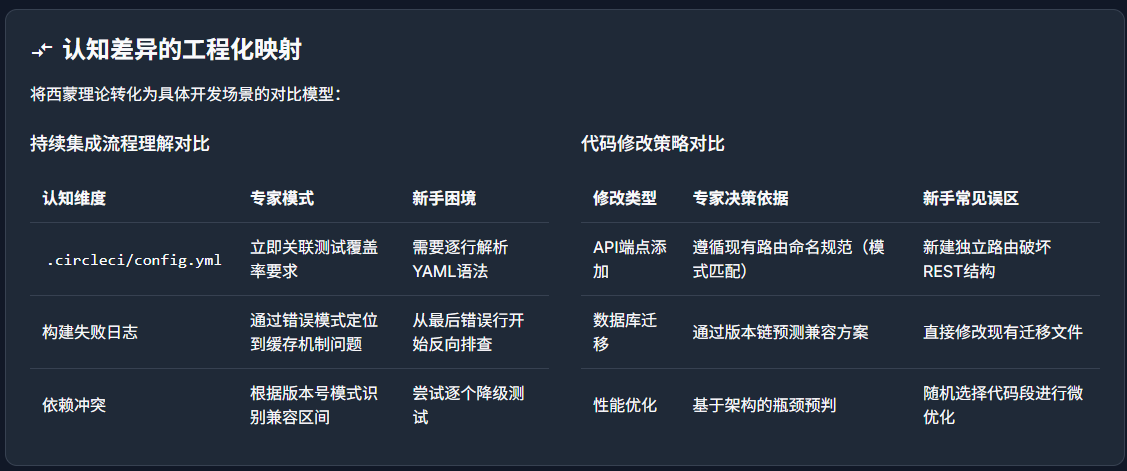 认知差异的工程化映射
将西蒙理论转化为具体开发场景的对比模型：
持续集成流程理解对比
认知维度 专家模式 新手困境
.circleci/config.yml 立即关联测试覆盖 需要逐行解析
率要求 YAML语法
构建失败日志 通过错误模式定位 从最后错误行开
到缓存机制问题 始反向排查
依赖冲突 根据版本号模式识 尝试逐个降级测
别兼容区间 试
代码修改策略对比
修改类型 专家决策依据 新手常见误区
API端点添 遵循现有路由命名规范（模 新建独立路由破坏
加 式匹配） REST结构
数据库迁 通过版本链预测兼容方案 直接修改现有迁移文件
移
性能优化 基于架构的瓶颈预判 随机选择代码段进行微
优化